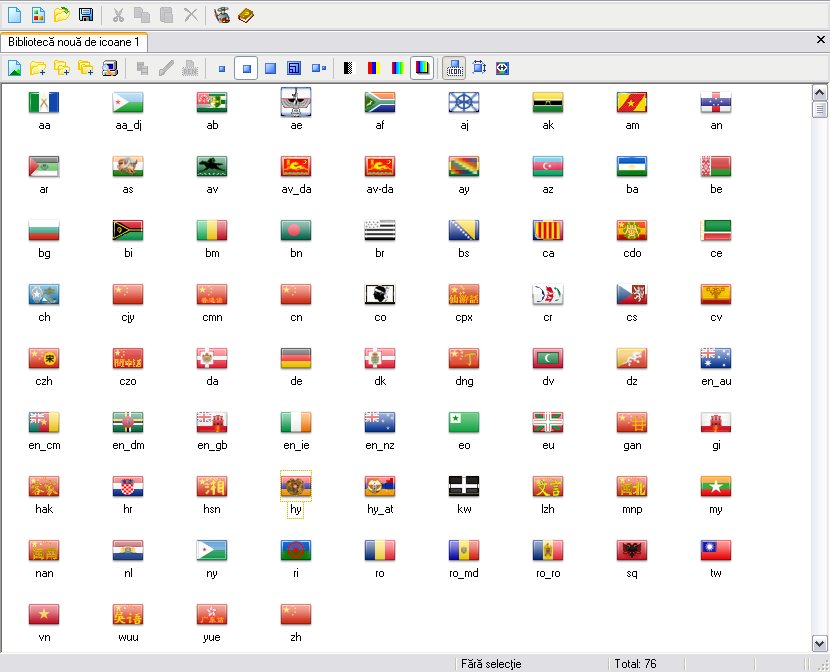 Bibliotecă nouă de icoane 1
aa aa_dj ab ae af aj ak am an
ar as av av_da av-da ay az ba be
bg bi bm bn br bs ca cdo ce
ch cjy cmn cn co cpx cr cs cv
czh czo da de dk dng dv dz en_au
en_cm en_dm en_gb en_ie en_nz eo eu gan gi
hak hr hsn hy hy_at kw lzh mnp my
nan nl ny ri ro ro_md ro_ro sq tw
vn wuu yue zh
Fără selecţie Total: 76